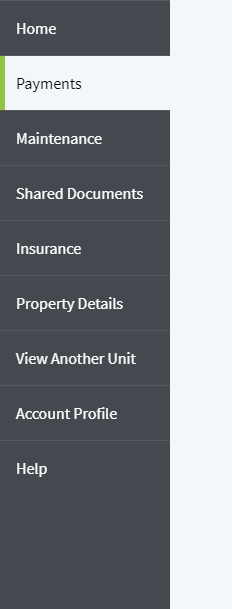 Home
Payments
Maintenance
Shared Documents
Insurance
Property Details
View Another Unit
Account Profile
Help